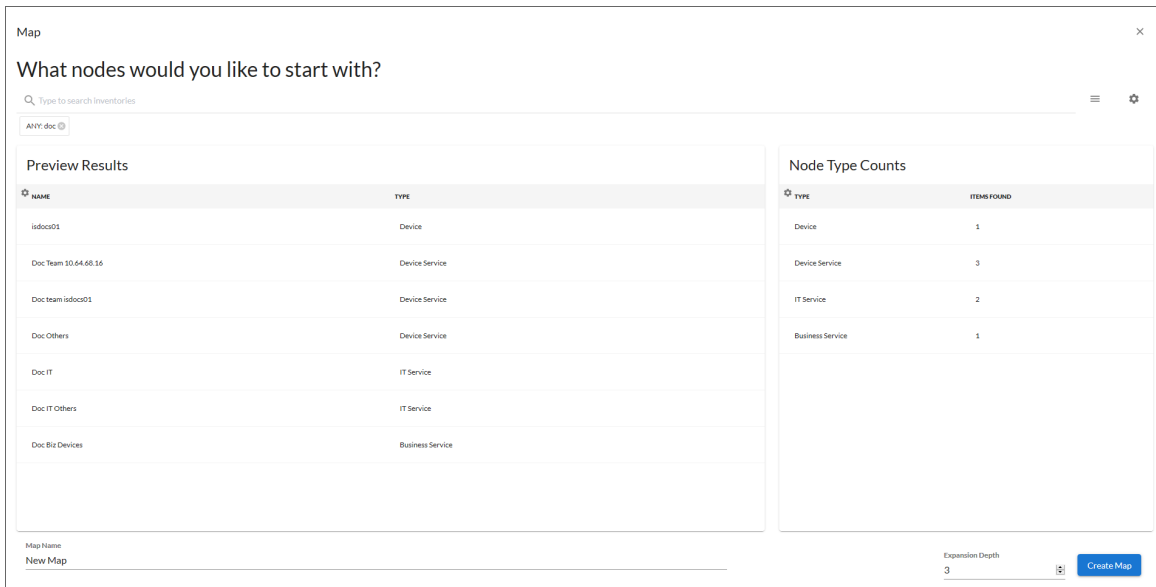 Map
What nodes would you like to start with?
Type to search inventories
ANY: doc
Preview Results
NAME TYPE
isdocs01 Device
Doc Team 10.64.68.16 Device Service
Doc team isdocs01 Device Service
Doc Others Device Service
Doc IT IT Service
Doc IT Others IT Service
Doc Biz Devices Business Service
Node Type Counts
TYPE ITEMS FOUND
Device 1
Device Service 3
IT Service 2
Business Service 1
Map Name
New Map
Expansion Depth
3
Create Map